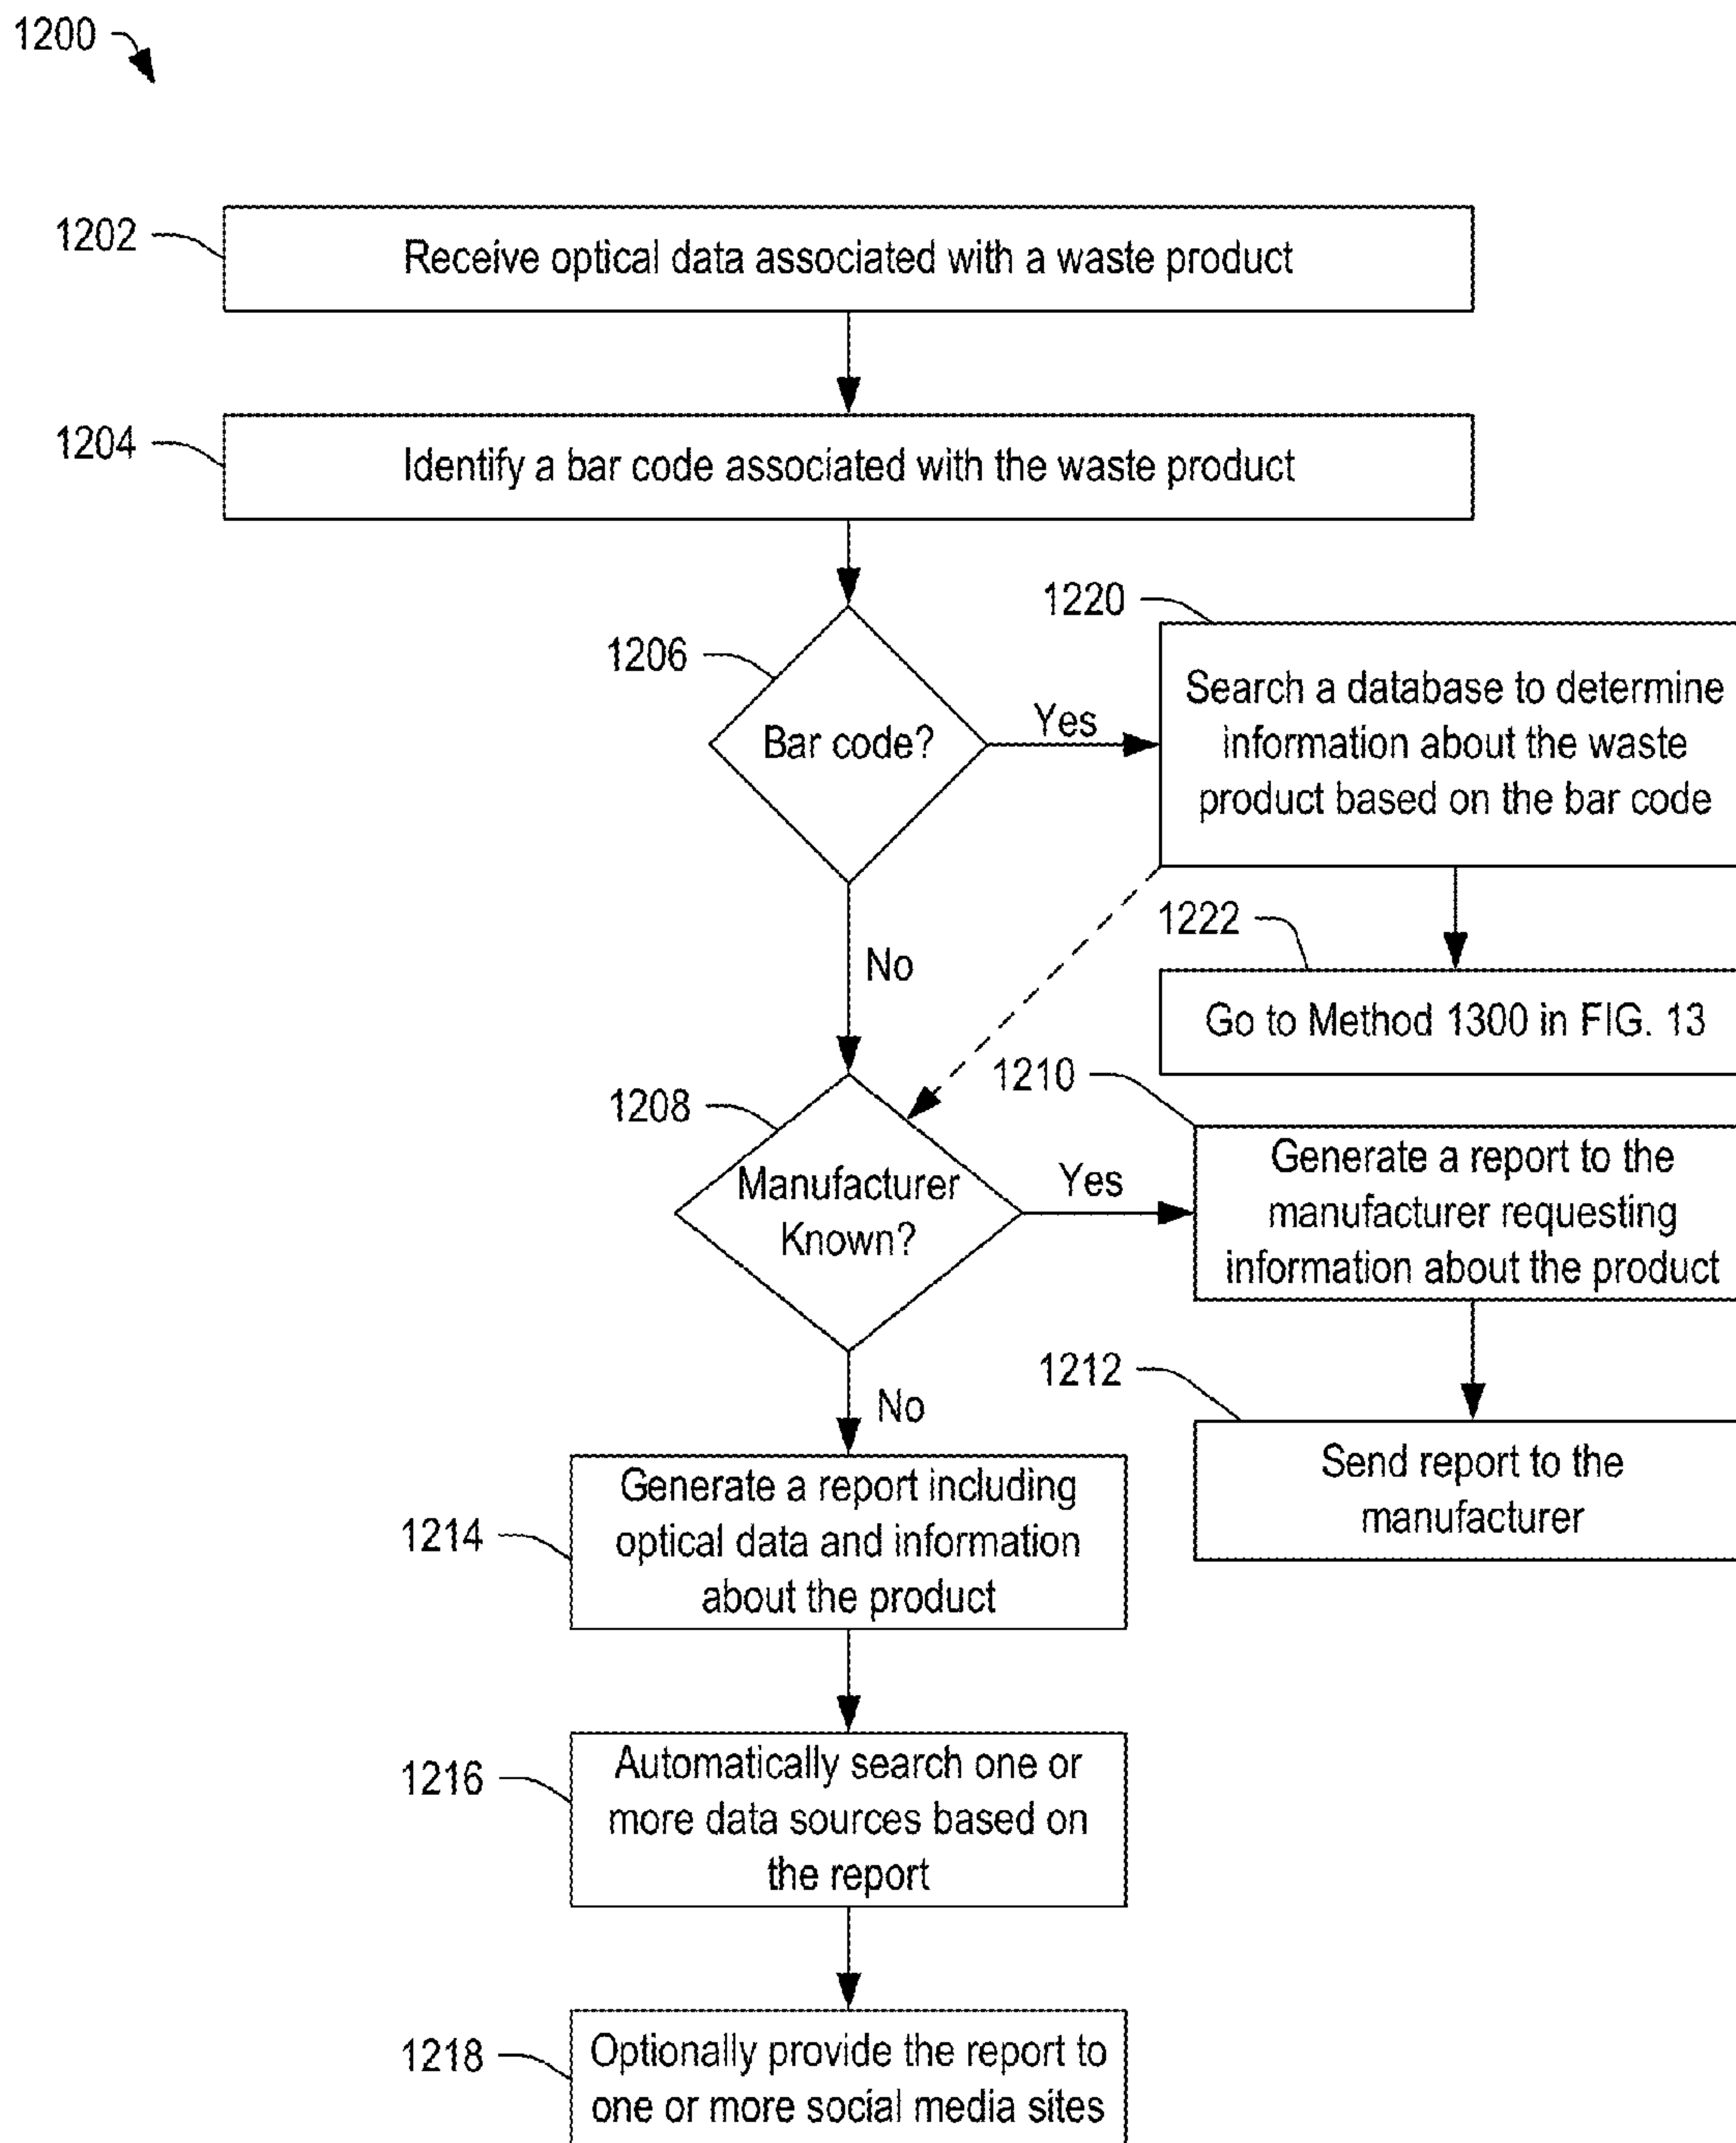 1200
1202
Receive optical data associated with a waste product
1204
Identify a bar code associated with the waste product
1206
Bar code?
Yes
1220
Search a database to determine
information about the waste
product based on the bar code
No
1222
Go to Method 1300 in FIG. 13
1208
Manufacturer
Known?
Yes
1210
Generate a report to the
manufacturer requesting
information about the product
1212
Send report to the
manufacturer
No
1214
Generate a report including
optical data and information
about the product
1216
Automatically search one or
more data sources based on
the report
1218
Optionally provide the report to
one or more social media sites